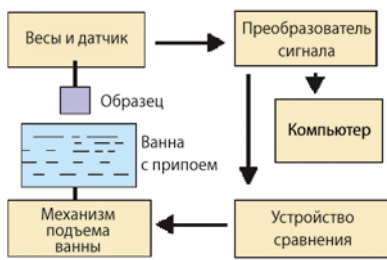 Весы и датчик
Преобразователь
сигнала
Образец
Компьютер
Ванна
с припоем
Механизм
подъема
ванны
Устройство
сравнения